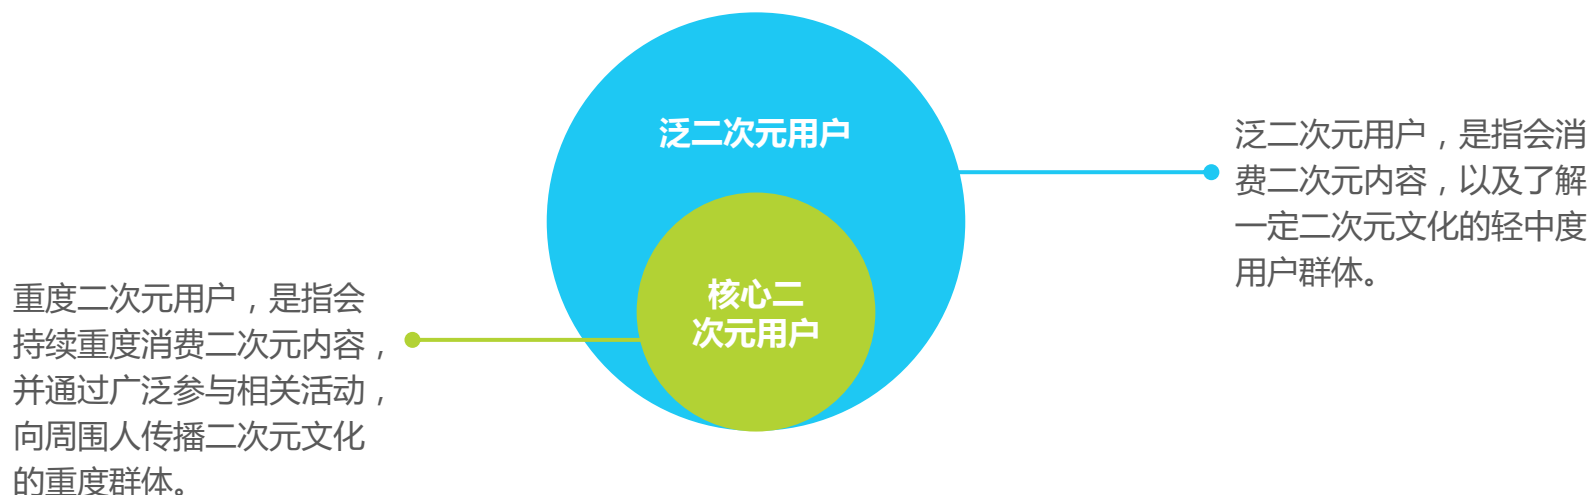 泛二次元用户
核心二
次元用户
泛二次元用户，是指会消
费二次元内容，以及了解
一定二次元文化的轻中度
用户群体。
重度二次元用户，是指会
持续重度消费二次元内容，
并通过广泛参与相关活动，
向周围人传播二次元文化
的重度群体。